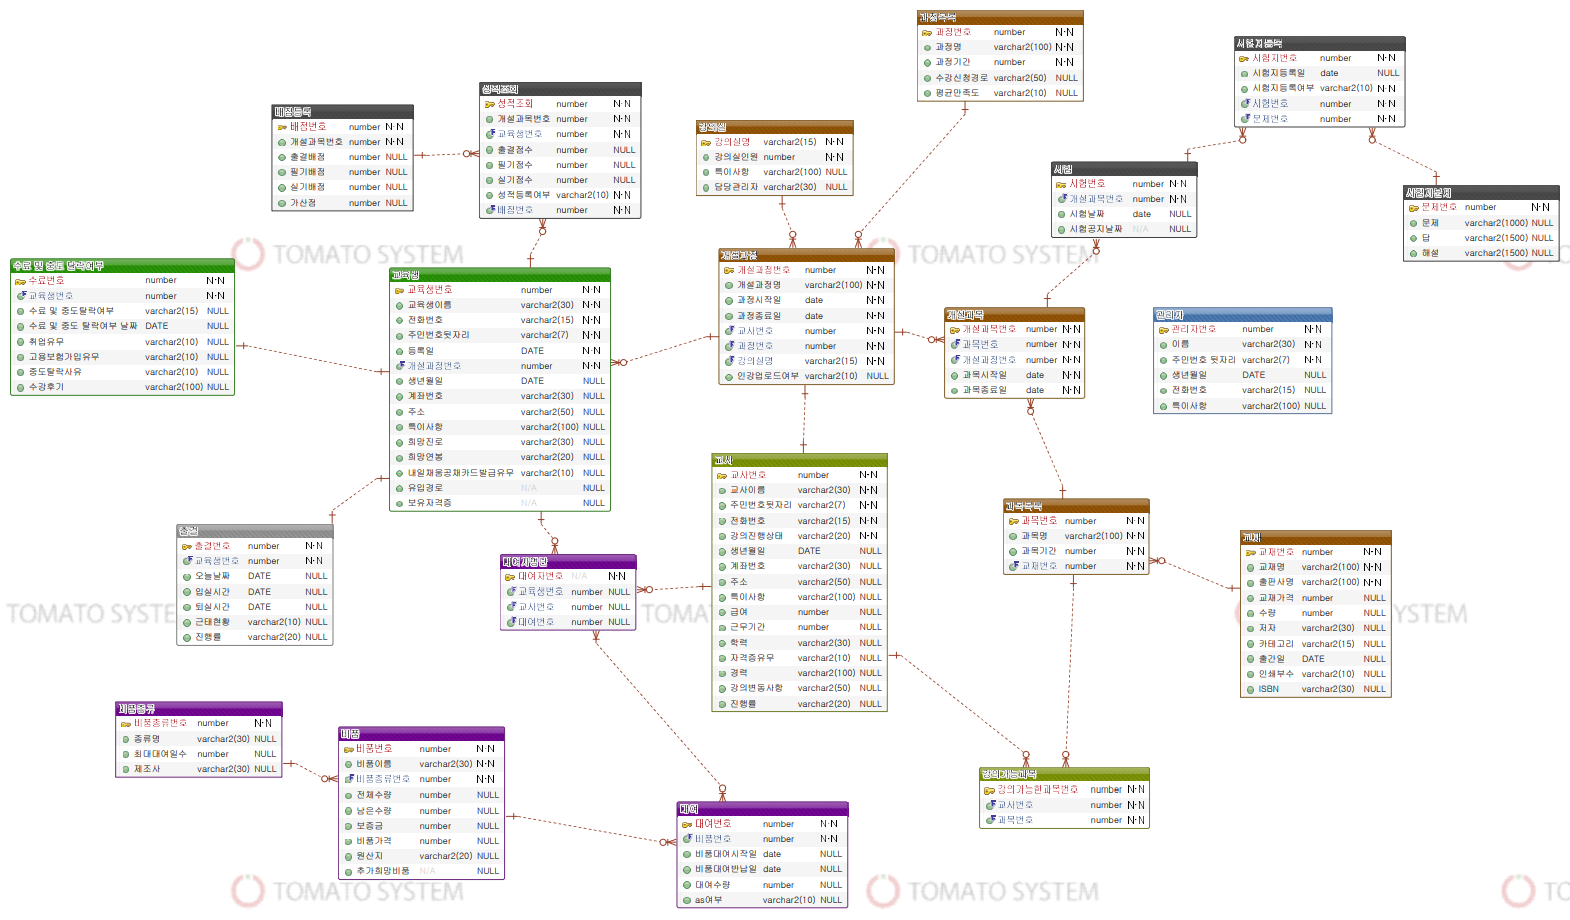 과정목록
과정번호 number N-N
과정명 varchar2(100) N-N
과정기간 number N-N
수강신청경로 varchar2(50) NULL
평균만족도 varchar2(10) NULL
시험지등록
시험지번호 number N-N
시험지등록일 date NULL
시험지등록여부 varchar2(10) N-N
시험번호 number N-N
문제번호 number N-N
성적조회
성적조회 number N-N
개설과목번호 number N-N
교육생번호 number N-N
출결점수 number NULL
필기점수 number NULL
실기점수 number NULL
성적등록여부 varchar2(10) N-N
배점번호 number N-N
배점등록
배점번호 number N-N
개설과목번호 number N-N
출결배점 number NULL
필기배점 number NULL
실기배점 number NULL
가산점 number NULL
강의실
강의실명 varchar2(15) N-N
강의실인원 number N-N
특이사항 varchar2(100) NULL
담당관리자 varchar2(30) NULL
시험
시험번호 number N-N
개설과목번호 number N-N
시험날짜 date NULL
시험공지날짜 N/A NULL
시험지문제
문제번호 number N-N
문제 varchar2(1000) NULL
답 varchar2(1500) NULL
해설 varchar2(1500) NULL
TOMATO SYSTEM
TOMATO SYSTEM
TO
수료 및 중도 탈락여부
수료번호 number N-N
교육생번호 number N-N
수료 및 중도탈락여부 varchar2(15) NULL
수료 및 중도 탈락여부 날짜 DATE NULL
취업유무 varchar2(10) NULL
고용보험가입유무 varchar2(10) NULL
중도탈락사유 varchar2(10) NULL
수강후기 varchar2(100) NULL
교육생
교육생번호 number N-N
교육생이름 varchar2(30) N-N
전화번호 varchar2(15) N-N
주민번호뒷자리 varchar2(7) N-N
등록일 DATE N-N
개설과정번호 number N-N
생년월일 DATE NULL
계좌번호 varchar2(30) NULL
주소 varchar2(50) NULL
특이사항 varchar2(100) NULL
희망진로 varchar2(30) NULL
희망연봉 varchar2(20) NULL
내일채움공채카드발급유무 varchar2(10) NULL
유입경로 N/A NULL
보유자격증 N/A NULL
개설과정
개설과정번호 number N-N
개설과정명 varchar2(100) N-N
과정시작일 date N-N
과정종료일 date N-N
교사번호 number N-N
과정번호 number N-N
강의실명 varchar2(15) N-N
인강업로드여부 varchar2(10) NULL
개설과목
개설과목번호 number N-N
과목번호 number N-N
개설과정번호 number N-N
과목시작일 date N-N
과목종료일 date N-N
관리자
관리자번호 number N-N
이름 varchar2(30) N-N
주민번호 뒷자리 varchar2(7) N-N
생년월일 DATE NULL
전화번호 varchar2(15) NULL
특이사항 varchar2(100) NULL
교사
교사번호 number N-N
교사이름 varchar2(30) N-N
주민번호뒷자리 varchar2(7) N-N
전화번호 varchar2(15) N-N
강의진행상태 varchar2(20) N-N
생년월일 DATE NULL
계좌번호 varchar2(30) NULL
주소 varchar2(50) NULL
특이사항 varchar2(100) NULL
급여 number NULL
근무기간 number NULL
학력 varchar2(30) NULL
자격증유무 varchar2(10) NULL
경력 varchar2(100) NULL
강의변동사항 varchar2(50) NULL
진행률 varchar2(20) NULL
과목목록
과목번호 number N-N
과목명 varchar2(100) N-N
과목기간 number N-N
교재번호 number N-N
교재
교재번호 number N-N
교재명 varchar2(100) N-N
출판사명 varchar2(100) N-N
교재가격 number NULL
수량 number NULL
저자 varchar2(30) NULL
카테고리 varchar2(15) NULL
출간일 DATE NULL
인쇄부수 varchar2(10) NULL
ISBN varchar2(30) NULL
출결
출결번호 number N-N
교육생번호 number N-N
오늘날짜 DATE NULL
입실시간 DATE NULL
퇴실시간 DATE NULL
근태현황 varchar2(10) NULL
진행률 varchar2(20) NULL
대여자열람
대여자번호 N/A N-N
교육생번호 number NULL
교사번호 number NULL
대여번호 number NULL
TOMATO SYSTE
TOMA
YSTEM
비품종류
비품종류번호 number N-N
종류명 varchar2(30) NULL
최대대여일수 number NULL
제조사 varchar2(30) NULL
비품
비품번호 number N-N
비품이름 varchar2(30) N-N
비품종류번호 number N-N
전체수량 number NULL
남은수량 number NULL
보증금 number NULL
비품가격 number NULL
원산지 varchar2(20) NULL
추가희망비품 N/A NULL
대여
대여번호 number N-N
비품번호 number N-N
비품대여시작일 date NULL
비품대여반납일 date NULL
대여수량 number NULL
as여부 varchar2(10) NULL
강의가능과목
강의가능한과목번호 number N-N
교사번호 number N-N
과목번호 number N-N
TOMATO SYSTEM
TOMATO SYSTEM
TO